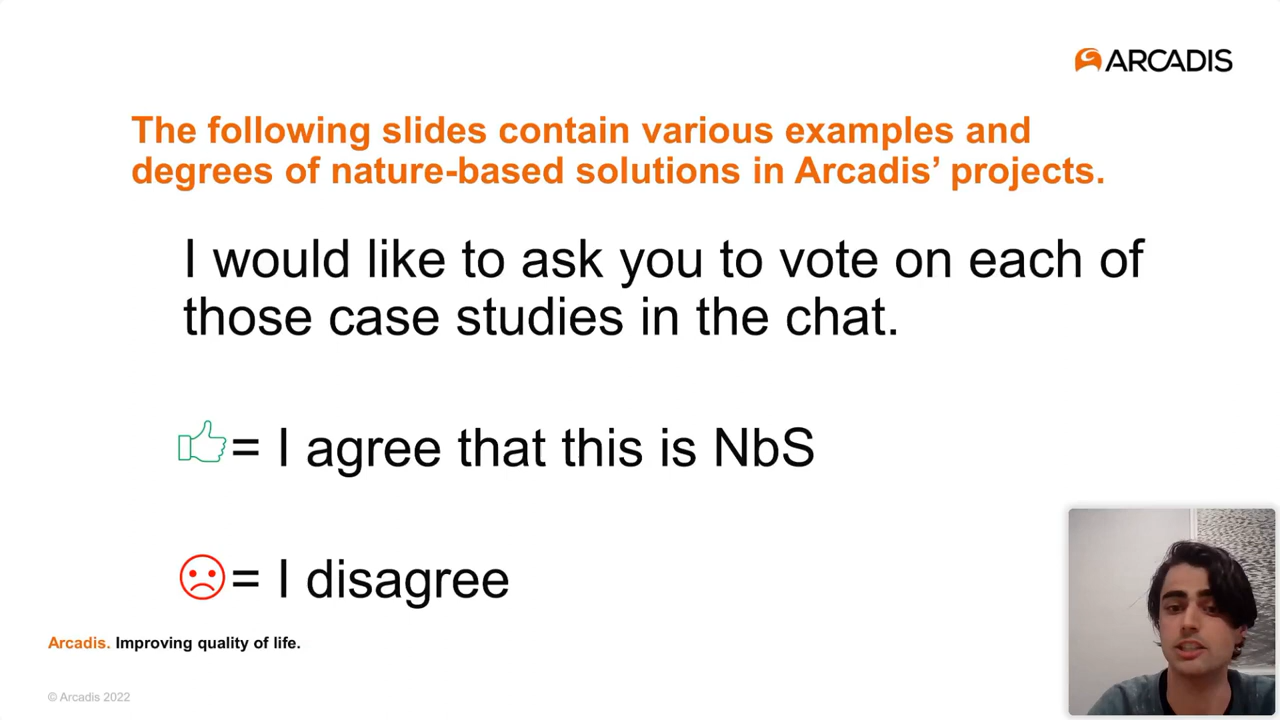 ARCADIS
The following slides contain various examples and
degrees of nature-based solutions in Arcadis’ projects.
I would like to ask you to vote on each of
those case studies in the chat.
= I agree that this is NbS
= I disagree
Arcadis. Improving quality of life.
© Arcadis 2022